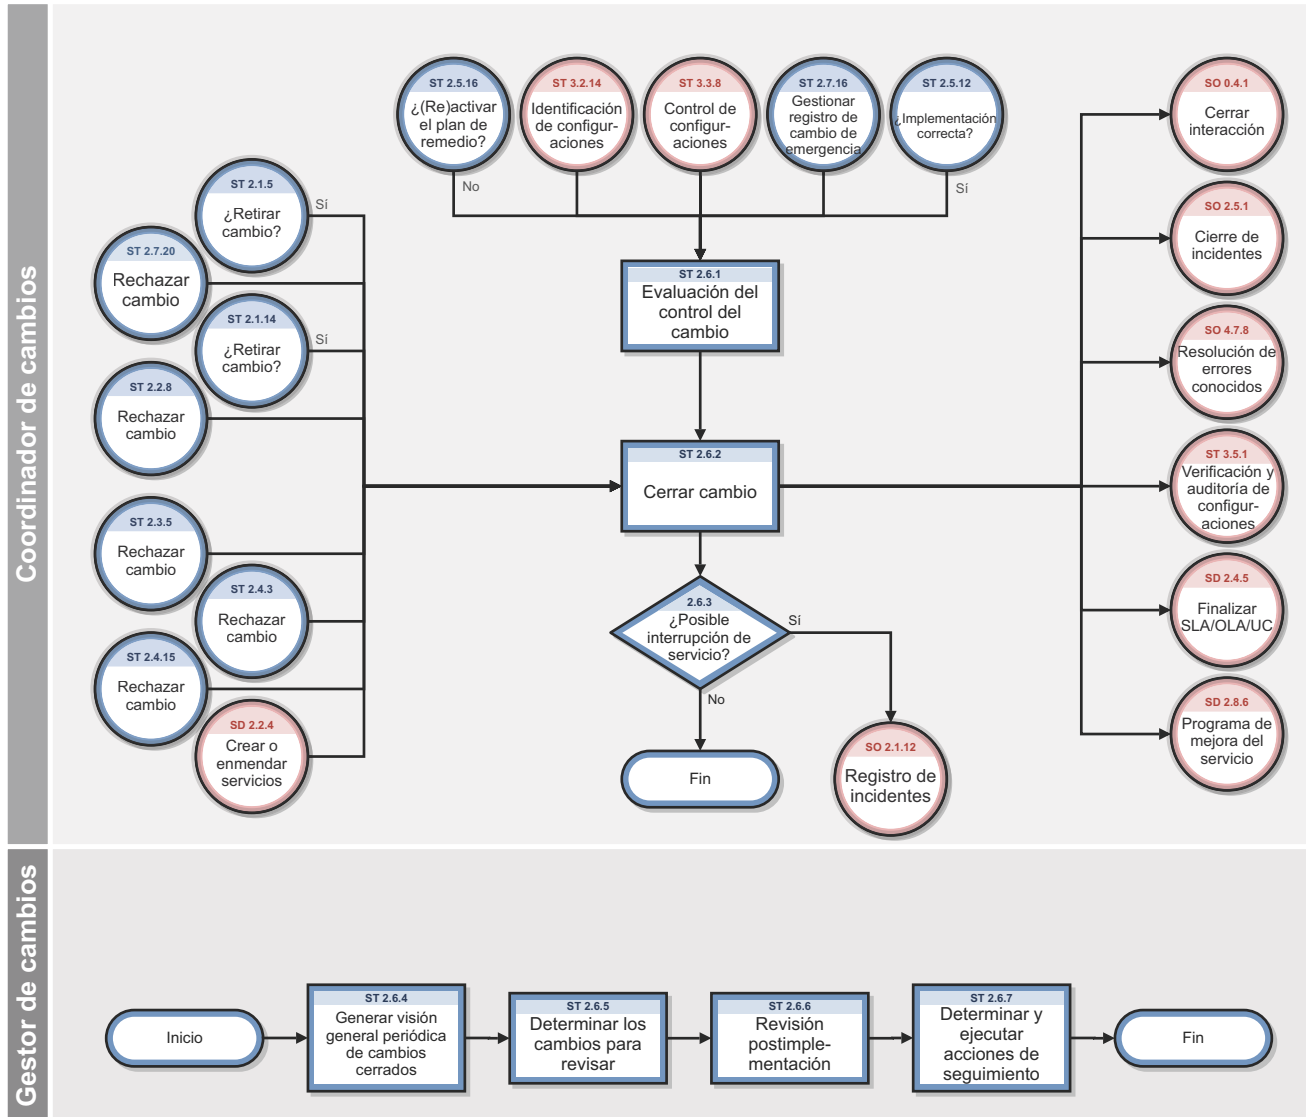 Coordinador de cambios
ST 2.5.16
¿(Re)activar
el plan de
remedio?
No
ST 3.2.14
Identificación
de configur-
aciones
ST 3.3.8
Control de
configur-
aciones
ST 2.7.16
Gestionar
registro de
cambio de
emergencia
ST 2.5.12
¿Implementación
correcta?
Sí
ST 2.1.5
¿Retirar
cambio?
Sí
ST 2.7.20
Rechazar
cambio
ST 2.1.14
¿Retirar
cambio?
Sí
ST 2.2.8
Rechazar
cambio
ST 2.3.5
Rechazar
cambio
ST 2.4.3
Rechazar
cambio
ST 2.4.15
Rechazar
cambio
SD 2.2.4
Crear o
enmendar
servicios
ST 2.6.1
Evaluación del
control del
cambio
ST 2.6.2
Cerrar cambio
2.6.3
¿Posible
interrupción de
servicio?
Sí
No
Fin
SO 2.1.12
Registro de
incidentes
SO 0.4.1
Cerrar
interacción
SO 2.5.1
Cierre de
incidentes
SO 4.7.8
Resolución de
errores
conocidos
ST 3.5.1
Verificación y
auditoría de
configur-
aciones
SD 2.4.5
Finalizar
SLA/OLA/UC
SD 2.8.6
Programa de
mejora del
servicio
Gestor de cambios
Inicio
ST 2.6.4
Generar visión
general periódica
de cambios
cerrados
ST 2.6.5
Determinar los
cambios para
revisar
ST 2.6.6
Revisión
postimple-
mentación
ST 2.6.7
Determinar y
ejecutar
acciones de
seguimiento
Fin